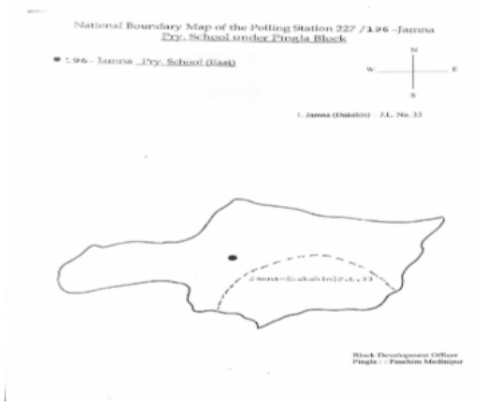 National Boundary Map of the Polling Station 227 /196 -Jamna
Pry. School under Pingla Block
196 - Jamna Pry. School (East)
N
W
E
S
1. Jamna (Dakshin) - J.L. No. 33
Jamna-
Block Development Officer
Pingla : : Paschim Medinipur